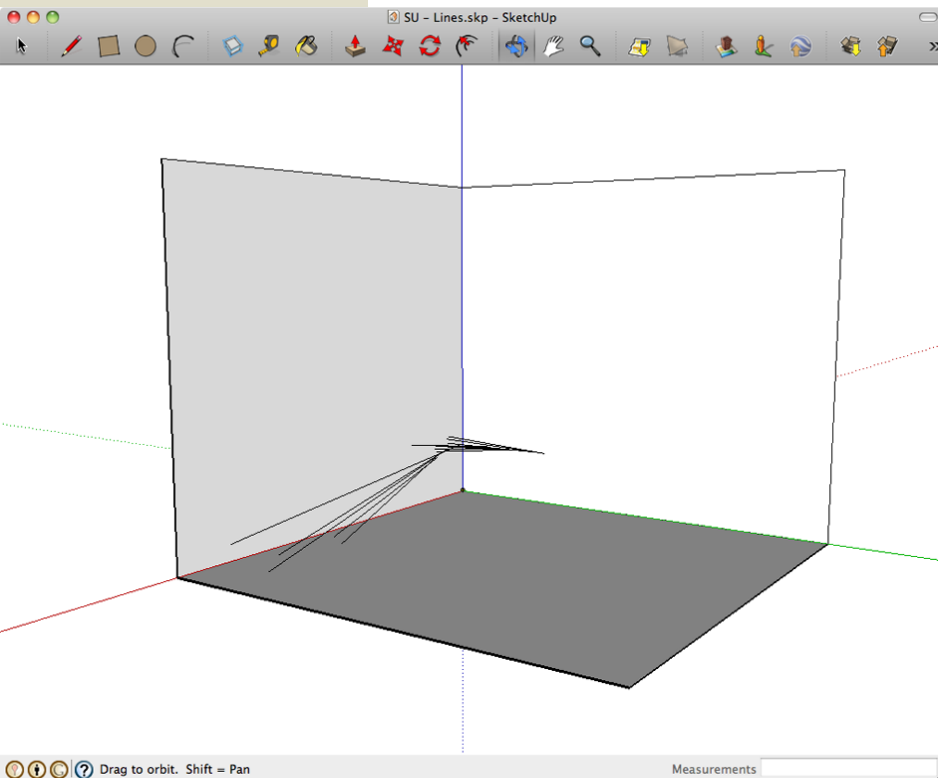 SU - Lines.skp - SketchUp
Drag to orbit. Shift = Pan
Measurements